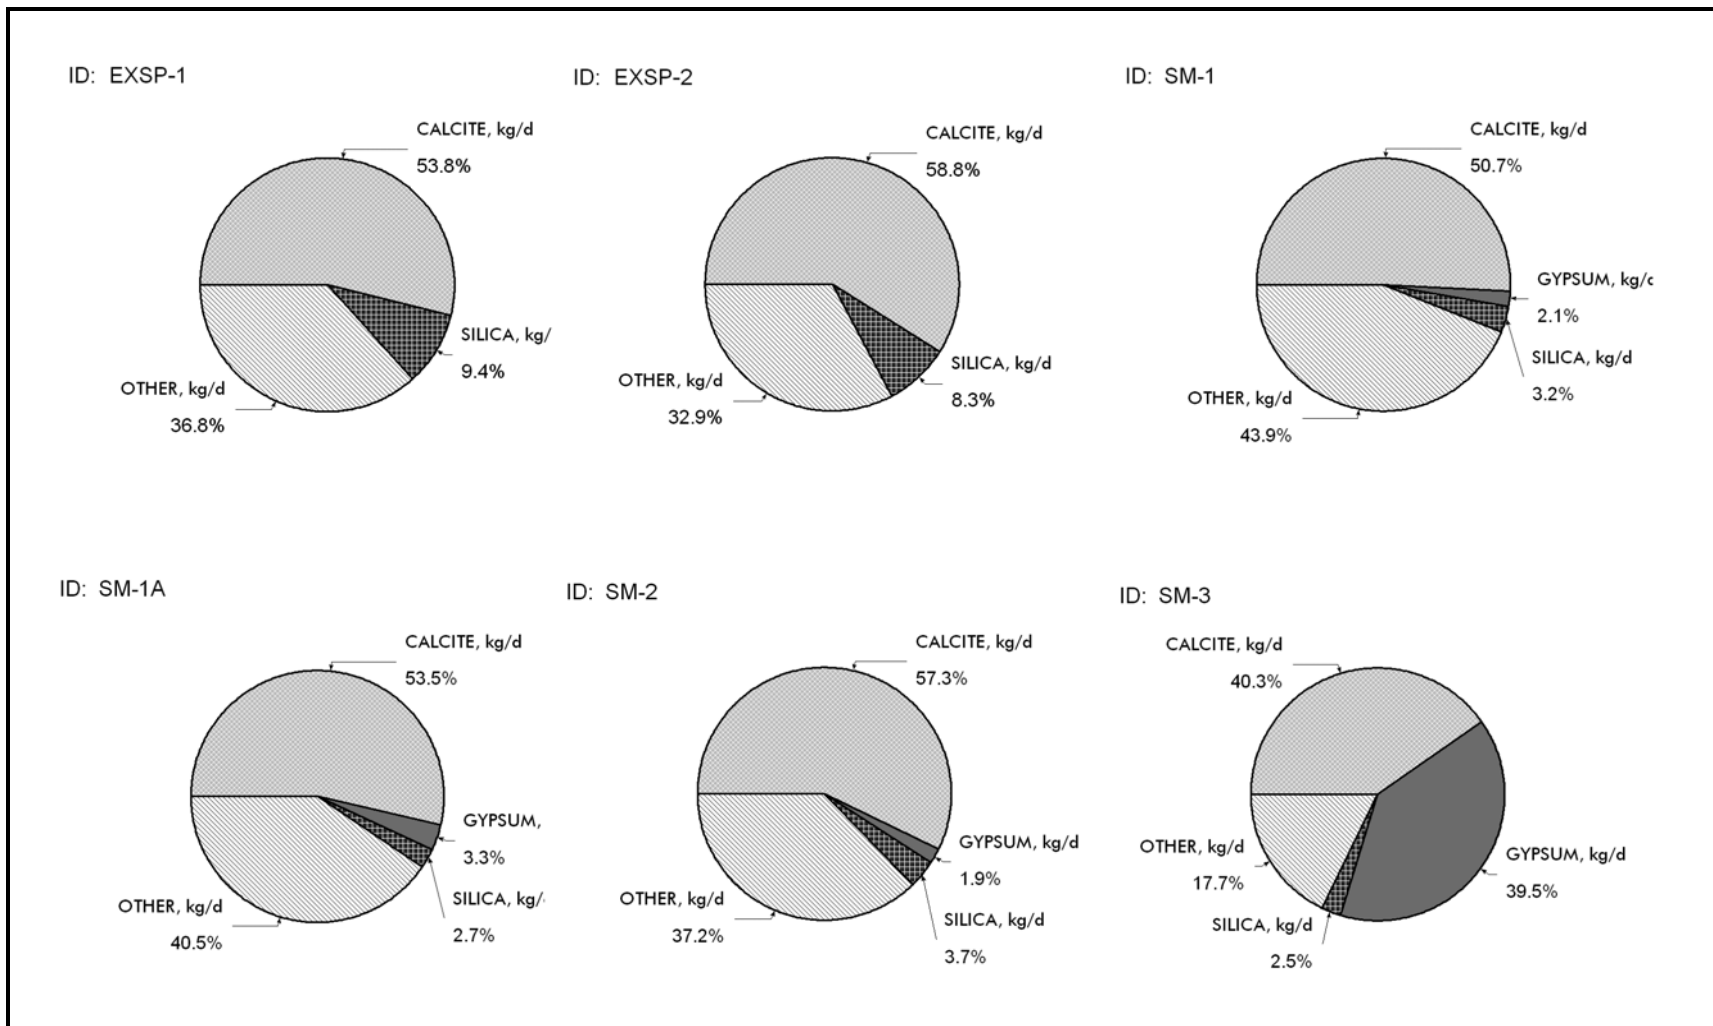 ID: EXSP-1
CALCITE, kg/d
53.8%
SILICA, kg/
9.4%
OTHER, kg/d
36.8%
ID: EXSP-2
CALCITE, kg/d
58.8%
SILICA, kg/d
8.3%
OTHER, kg/d
32.9%
ID: SM-1
CALCITE, kg/d
50.7%
GYPSUM, kg/d
2.1%
SILICA, kg/d
3.2%
OTHER, kg/d
43.9%
ID: SM-1A
CALCITE, kg/d
53.5%
GYPSUM,
3.3%
SILICA, kg/
2.7%
OTHER, kg/d
40.5%
ID: SM-2
CALCITE, kg/d
57.3%
GYPSUM, kg/d
1.9%
SILICA, kg/d
3.7%
OTHER, kg/d
37.2%
ID: SM-3
CALCITE, kg/d
40.3%
GYPSUM, kg/d
39.5%
OTHER, kg/d
17.7%
SILICA, kg/d
2.5%